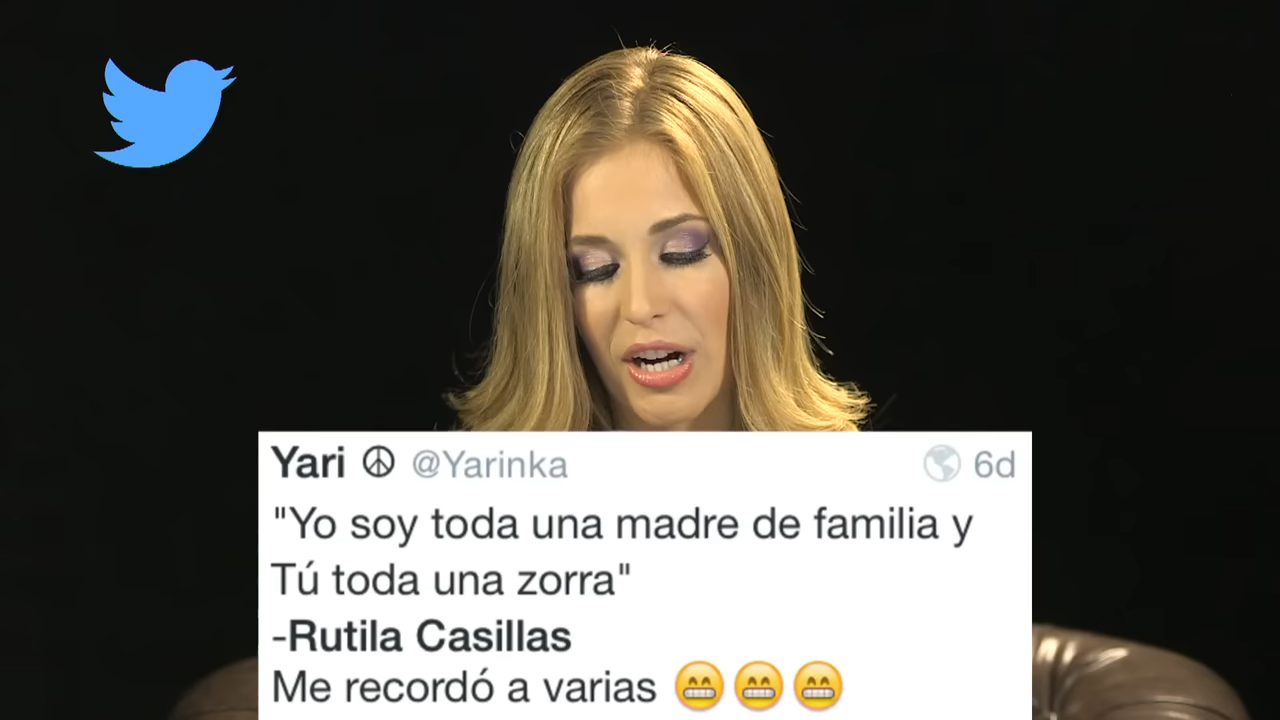 Yari ☮ @Yarinka 6d
"Yo soy toda una madre de familia y
Tú toda una zorra"
-Rutila Casillas
Me recordó a varias 😁😁😁